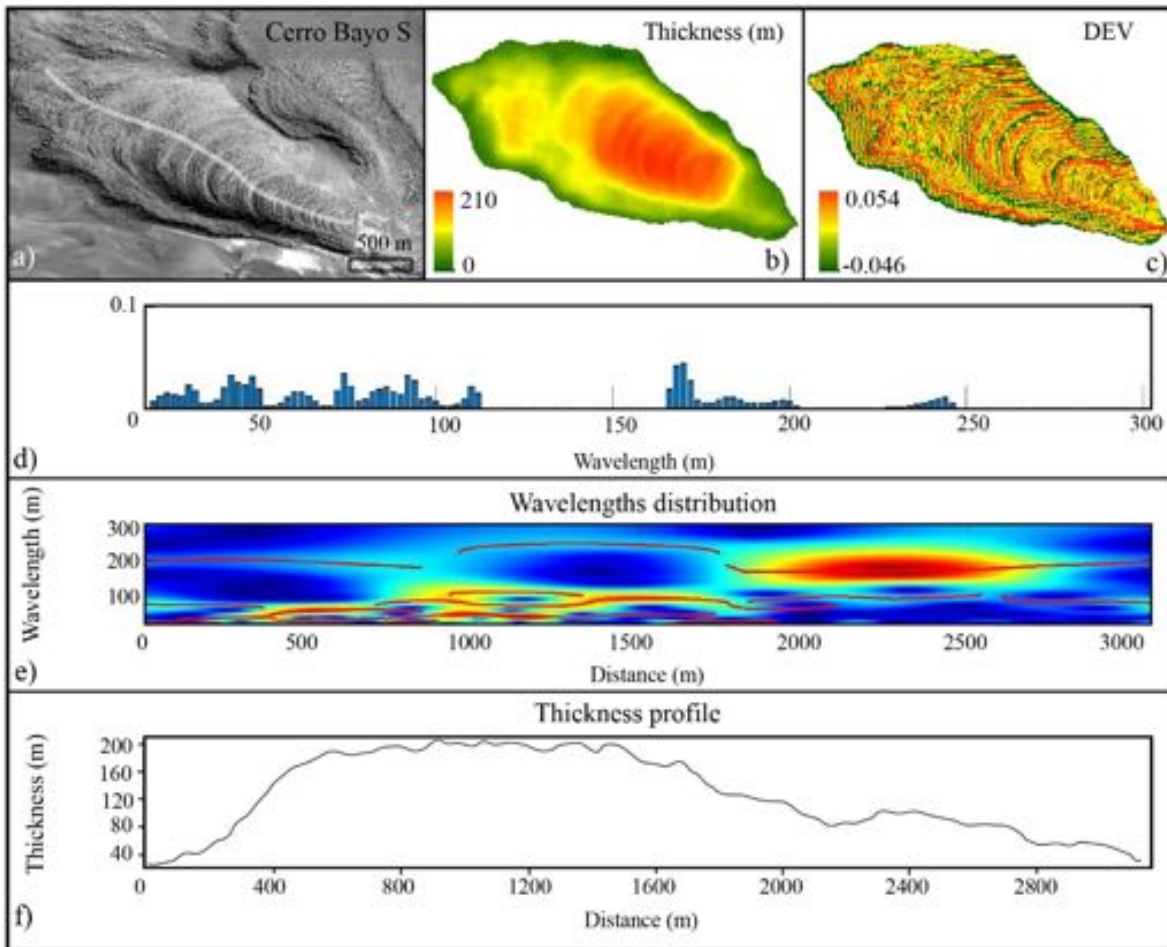 Cerro Bayo S
500 m
a)
Thickness (m)
210
0
b)
DEV
0.054
-0.046
c)
0.1
0 50 100 150 200 250 300
Wavelength (m)
d)
Wavelengths distribution
Wavelength (m)
300
200
100
0 500 1000 1500 2000 2500 3000
Distance (m)
e)
Thickness profile
Thickness (m)
200
160
120
80
40
0 400 800 1200 1600 2000 2400 2800
Distance (m)
f)